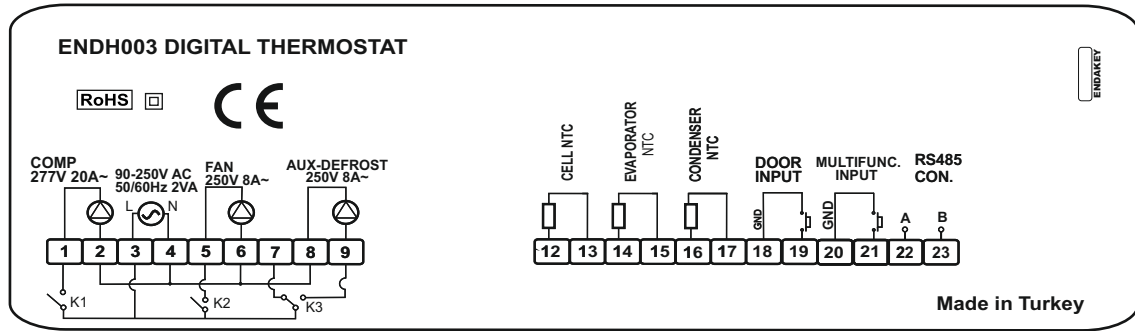 ENDH003 DIGITAL THERMOSTAT
ENDAKEY
RoHS
CE
COMP
277V 20A~
90-250V AC
50/60Hz 2VA
L
N
FAN
250V 8A~
AUX-DEFROST
250V 8A~
CELL NTC
EVAPORATOR
NTC
CONDENSER
NTC
DOOR
INPUT
GND
MULTIFUNC.
INPUT
GND
RS485
CON.
A
B
1 2 3 4 5 6 7 8 9
12 13 14 15 16 17 18 19 20 21 22 23
K1
K2
K3
Made in Turkey